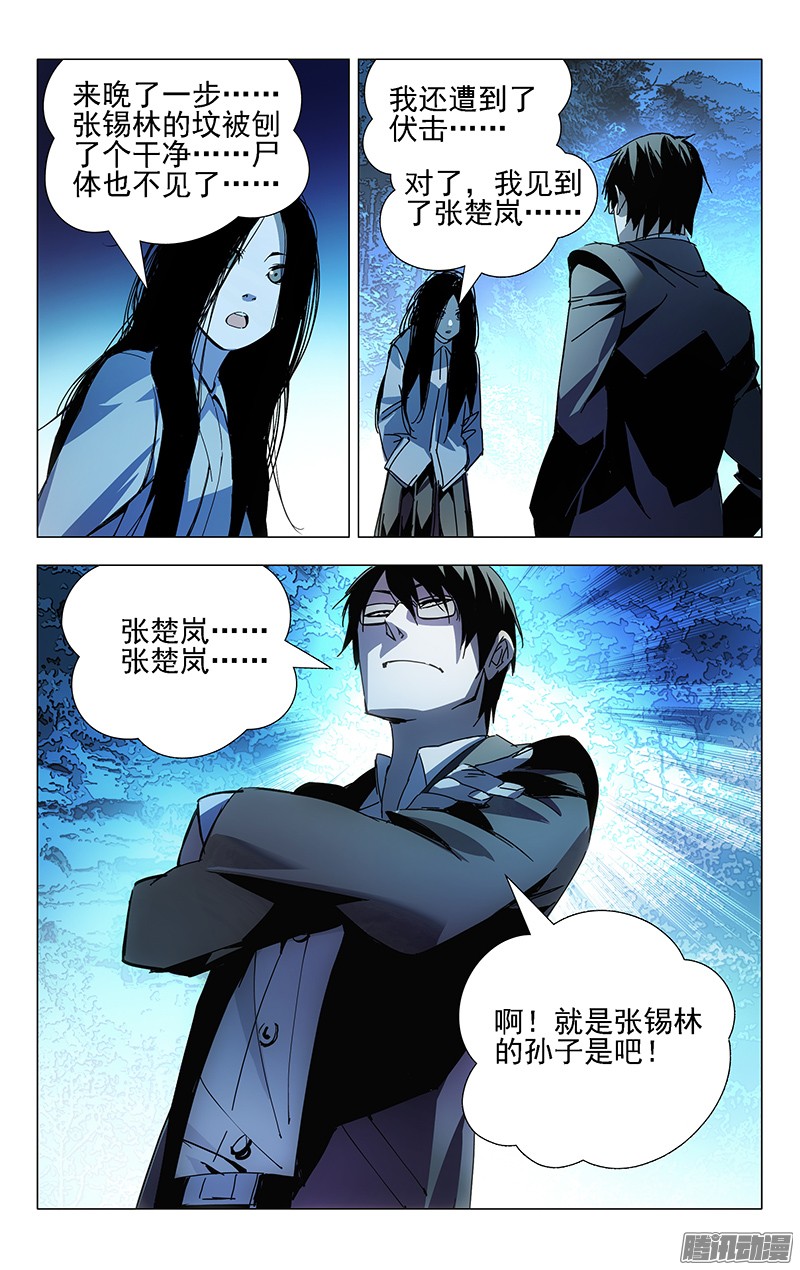 来晚了一步……
张锡林的坟被刨
了个干净……尸
体也不见了……
我还遭到了
伏击……
对了，我见到
了张楚岚……
张楚岚……
张楚岚……
啊！就是张锡林
的孙子是吧！
腾讯动漫